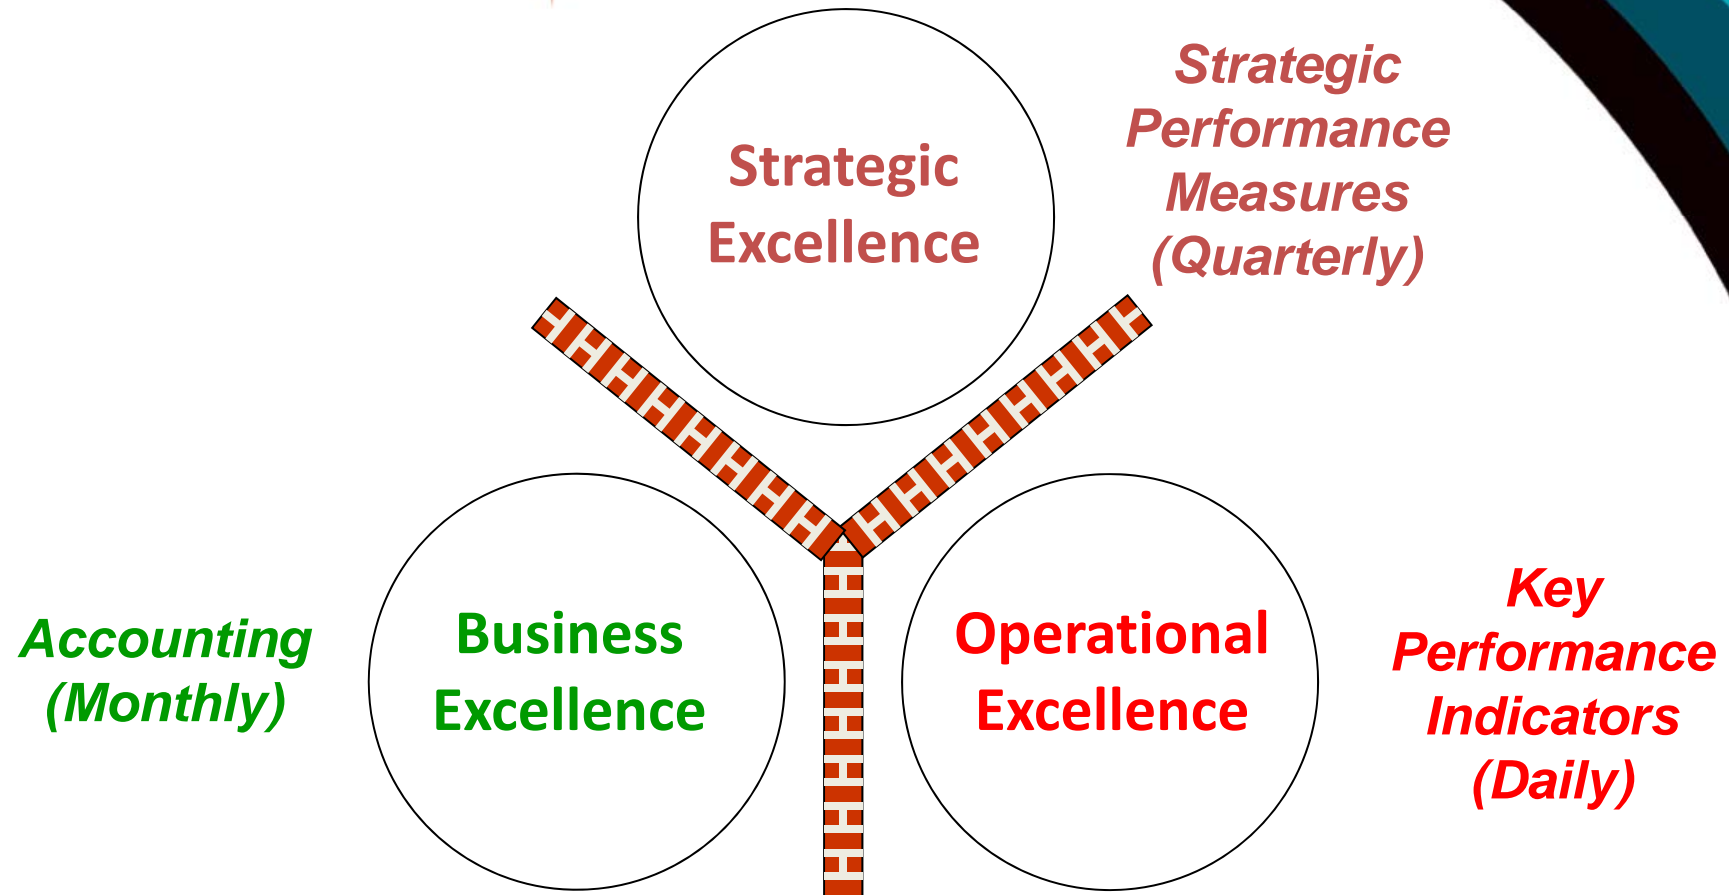 Strategic
Excellence
Strategic
Performance
Measures
(Quarterly)
Accounting
(Monthly)
Business
Excellence
Operational
Excellence
Key
Performance
Indicators
(Daily)